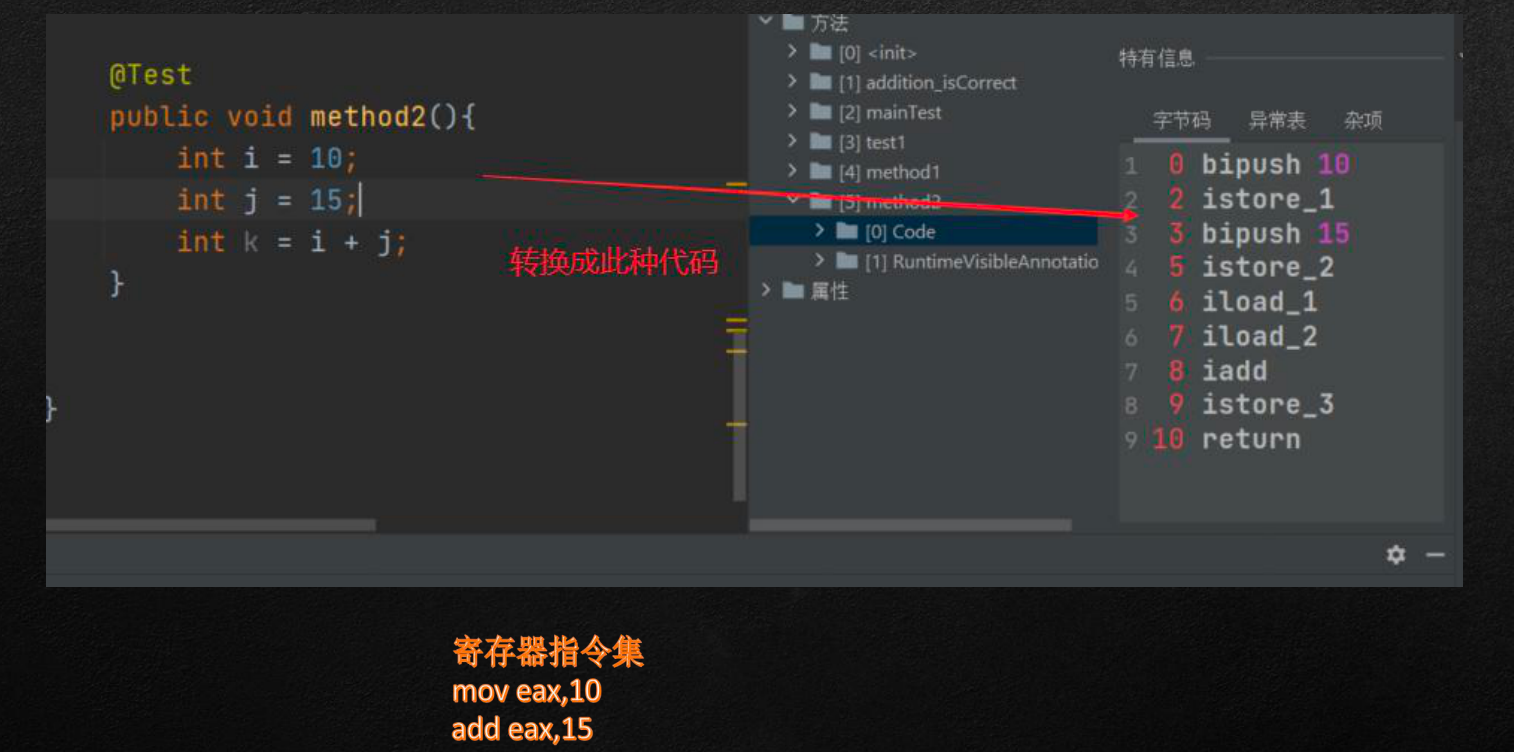 @Test
public void method2(){
int i = 10;
int j = 15;
int k = i + j;
}
}
转换成此种代码
方法
[0] <init>
[1] addition_isCorrect
[2] mainTest
[3] test1
[4] method1
[5] method2
[0] Code
[1] RuntimeVisibleAnnotatio
属性
特有信息
字节码 异常表 杂项
1 0 bipush 10
2 2 istore_1
3 3 bipush 15
4 5 istore_2
5 6 iload_1
6 7 iload_2
7 8 iadd
8 9 istore_3
9 10 return
寄存器指令集
mov eax,10
add eax,15